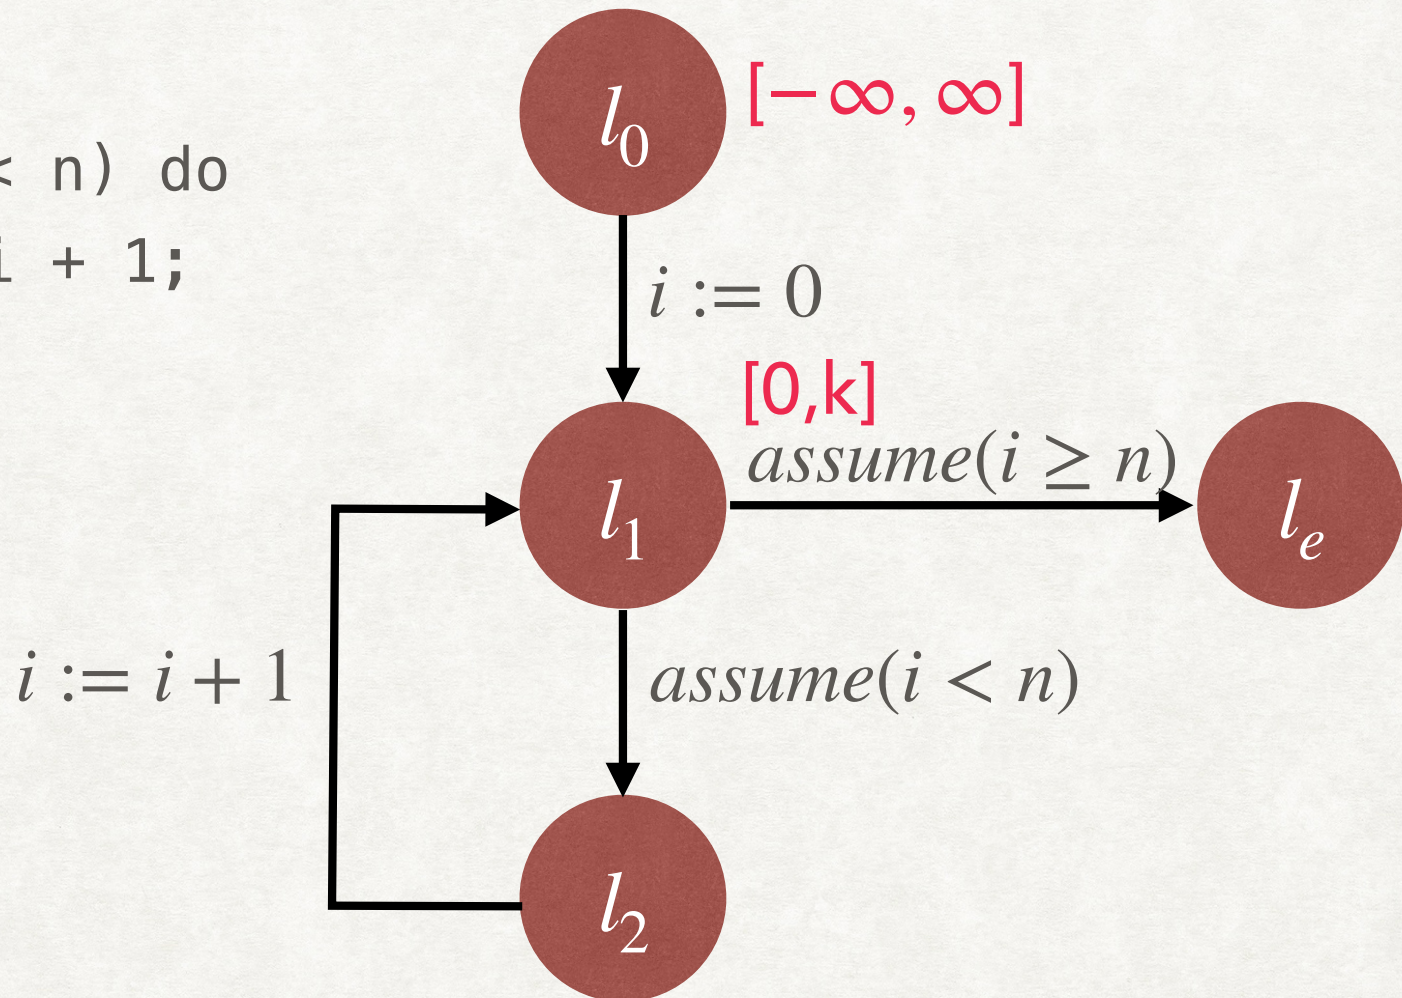 l₀
[−∞, ∞]
< n) do
i + 1;
i := 0
[0,k]
assume(i ≥ n)
l₁
lₑ
i := i + 1
assume(i < n)
l₂